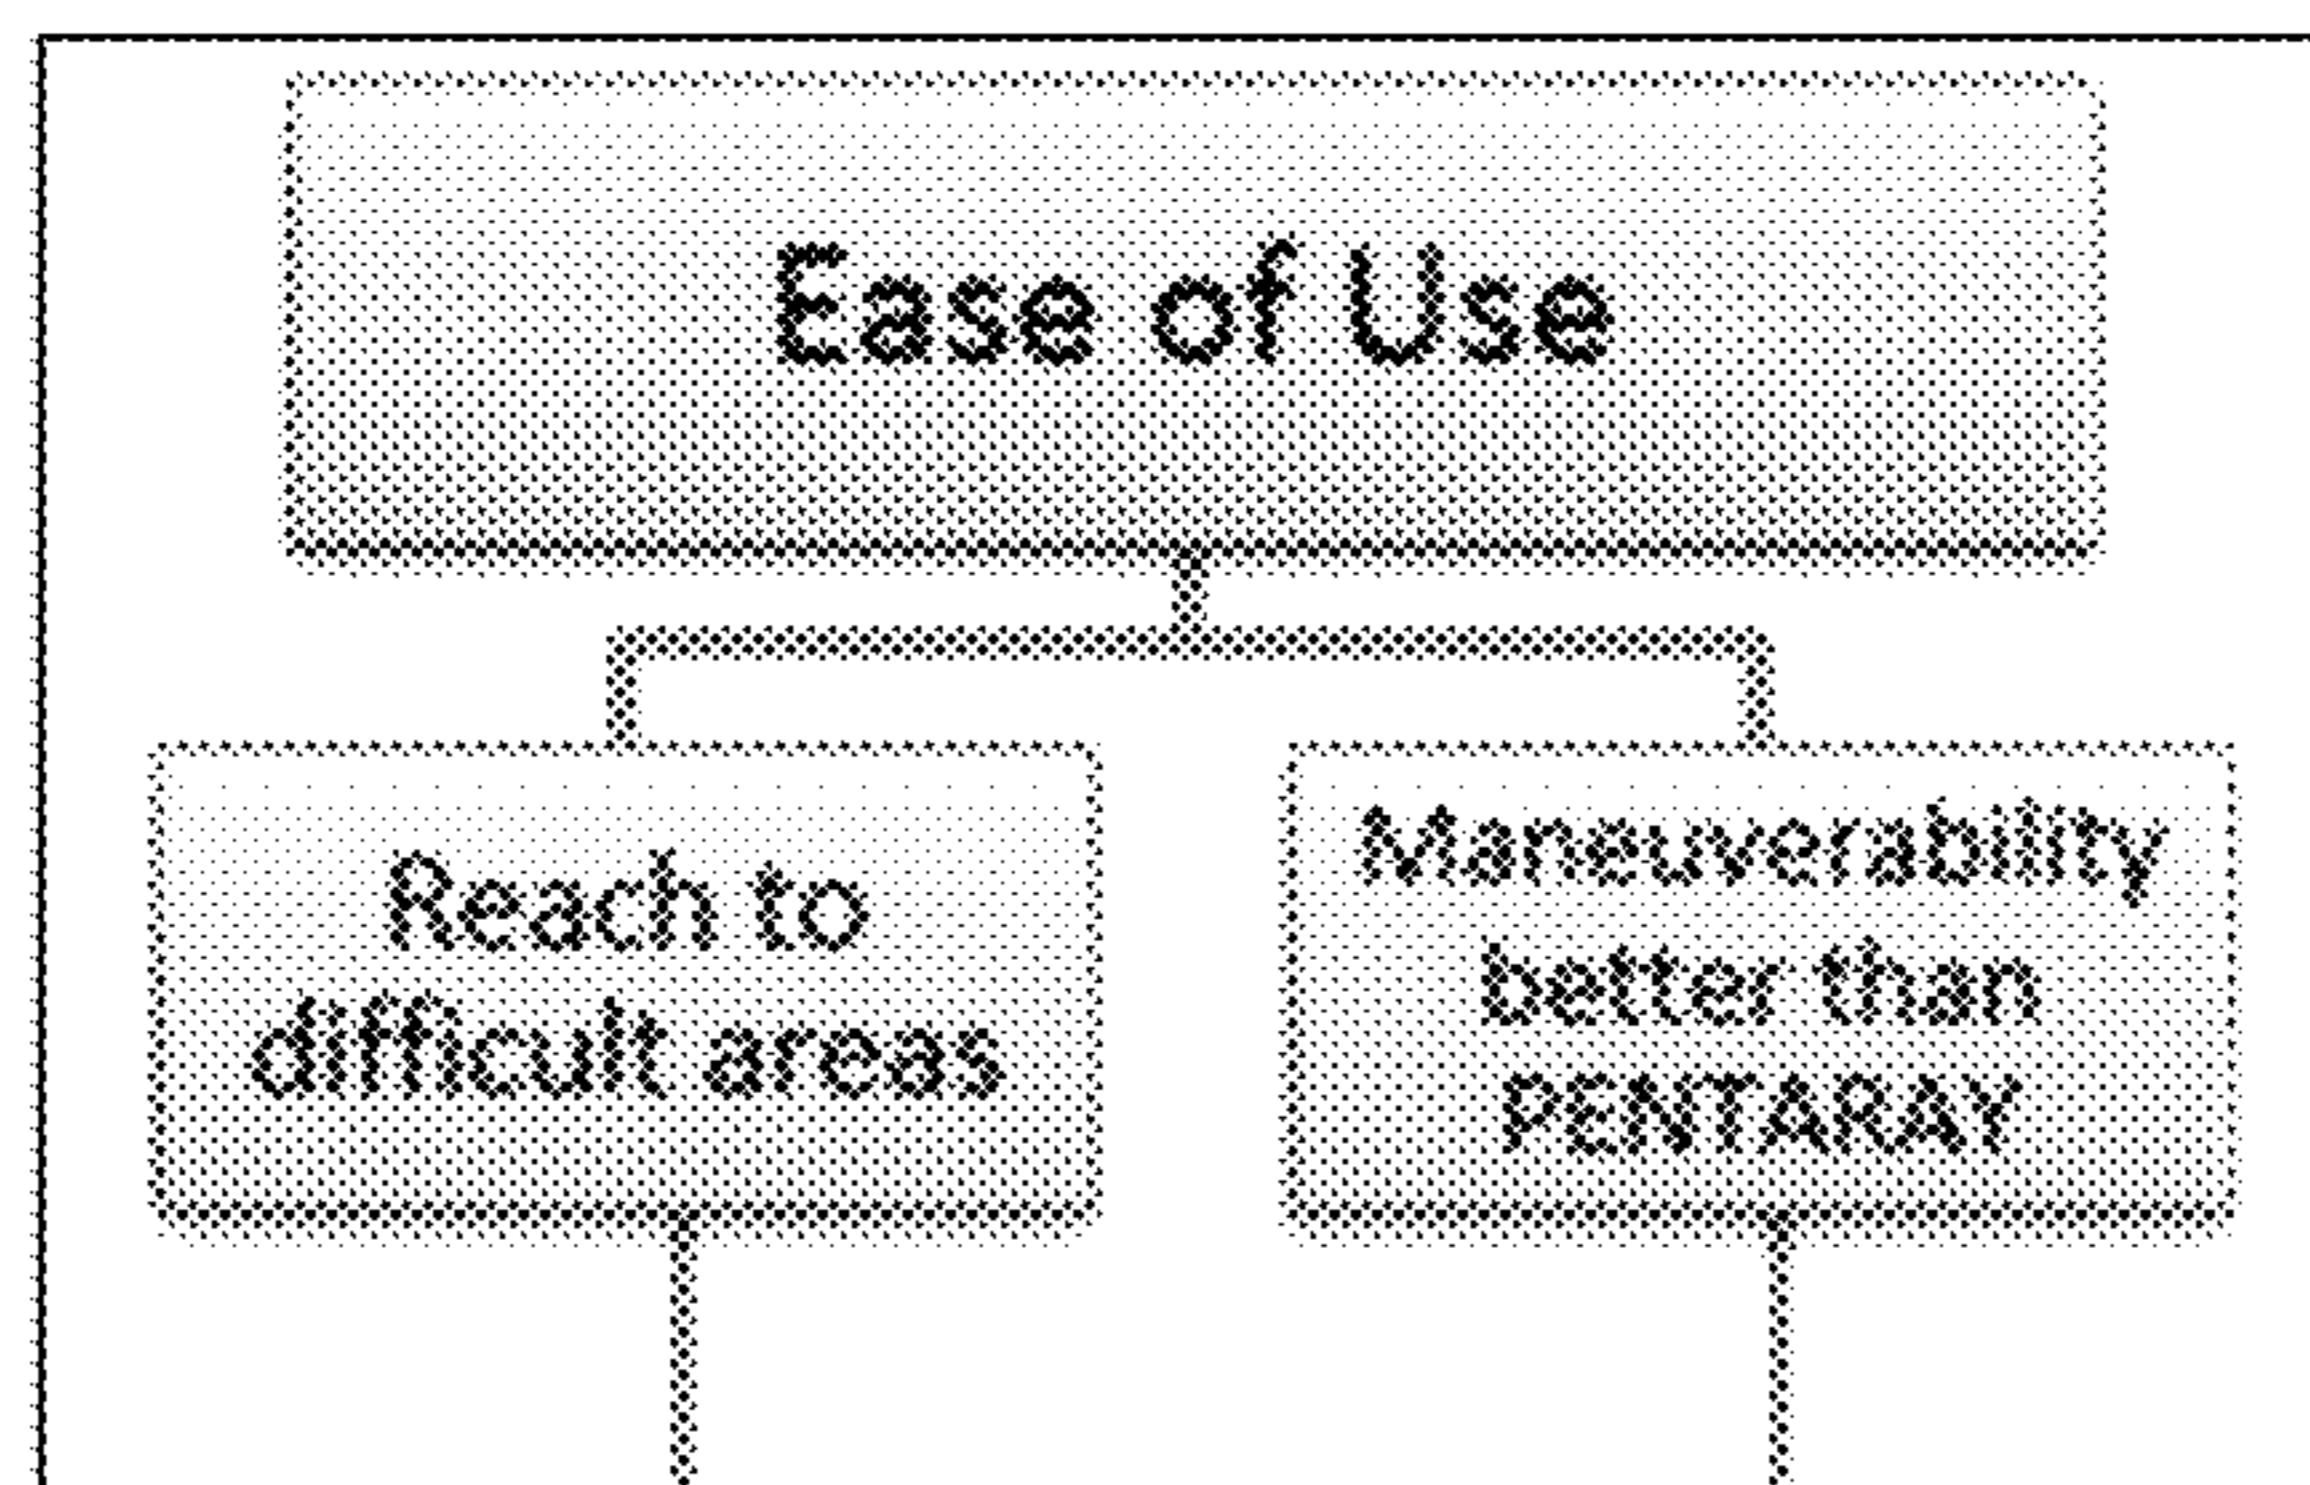 Ease of Use
Reach to
difficult areas
Maneuverability
better than
PENTARAY